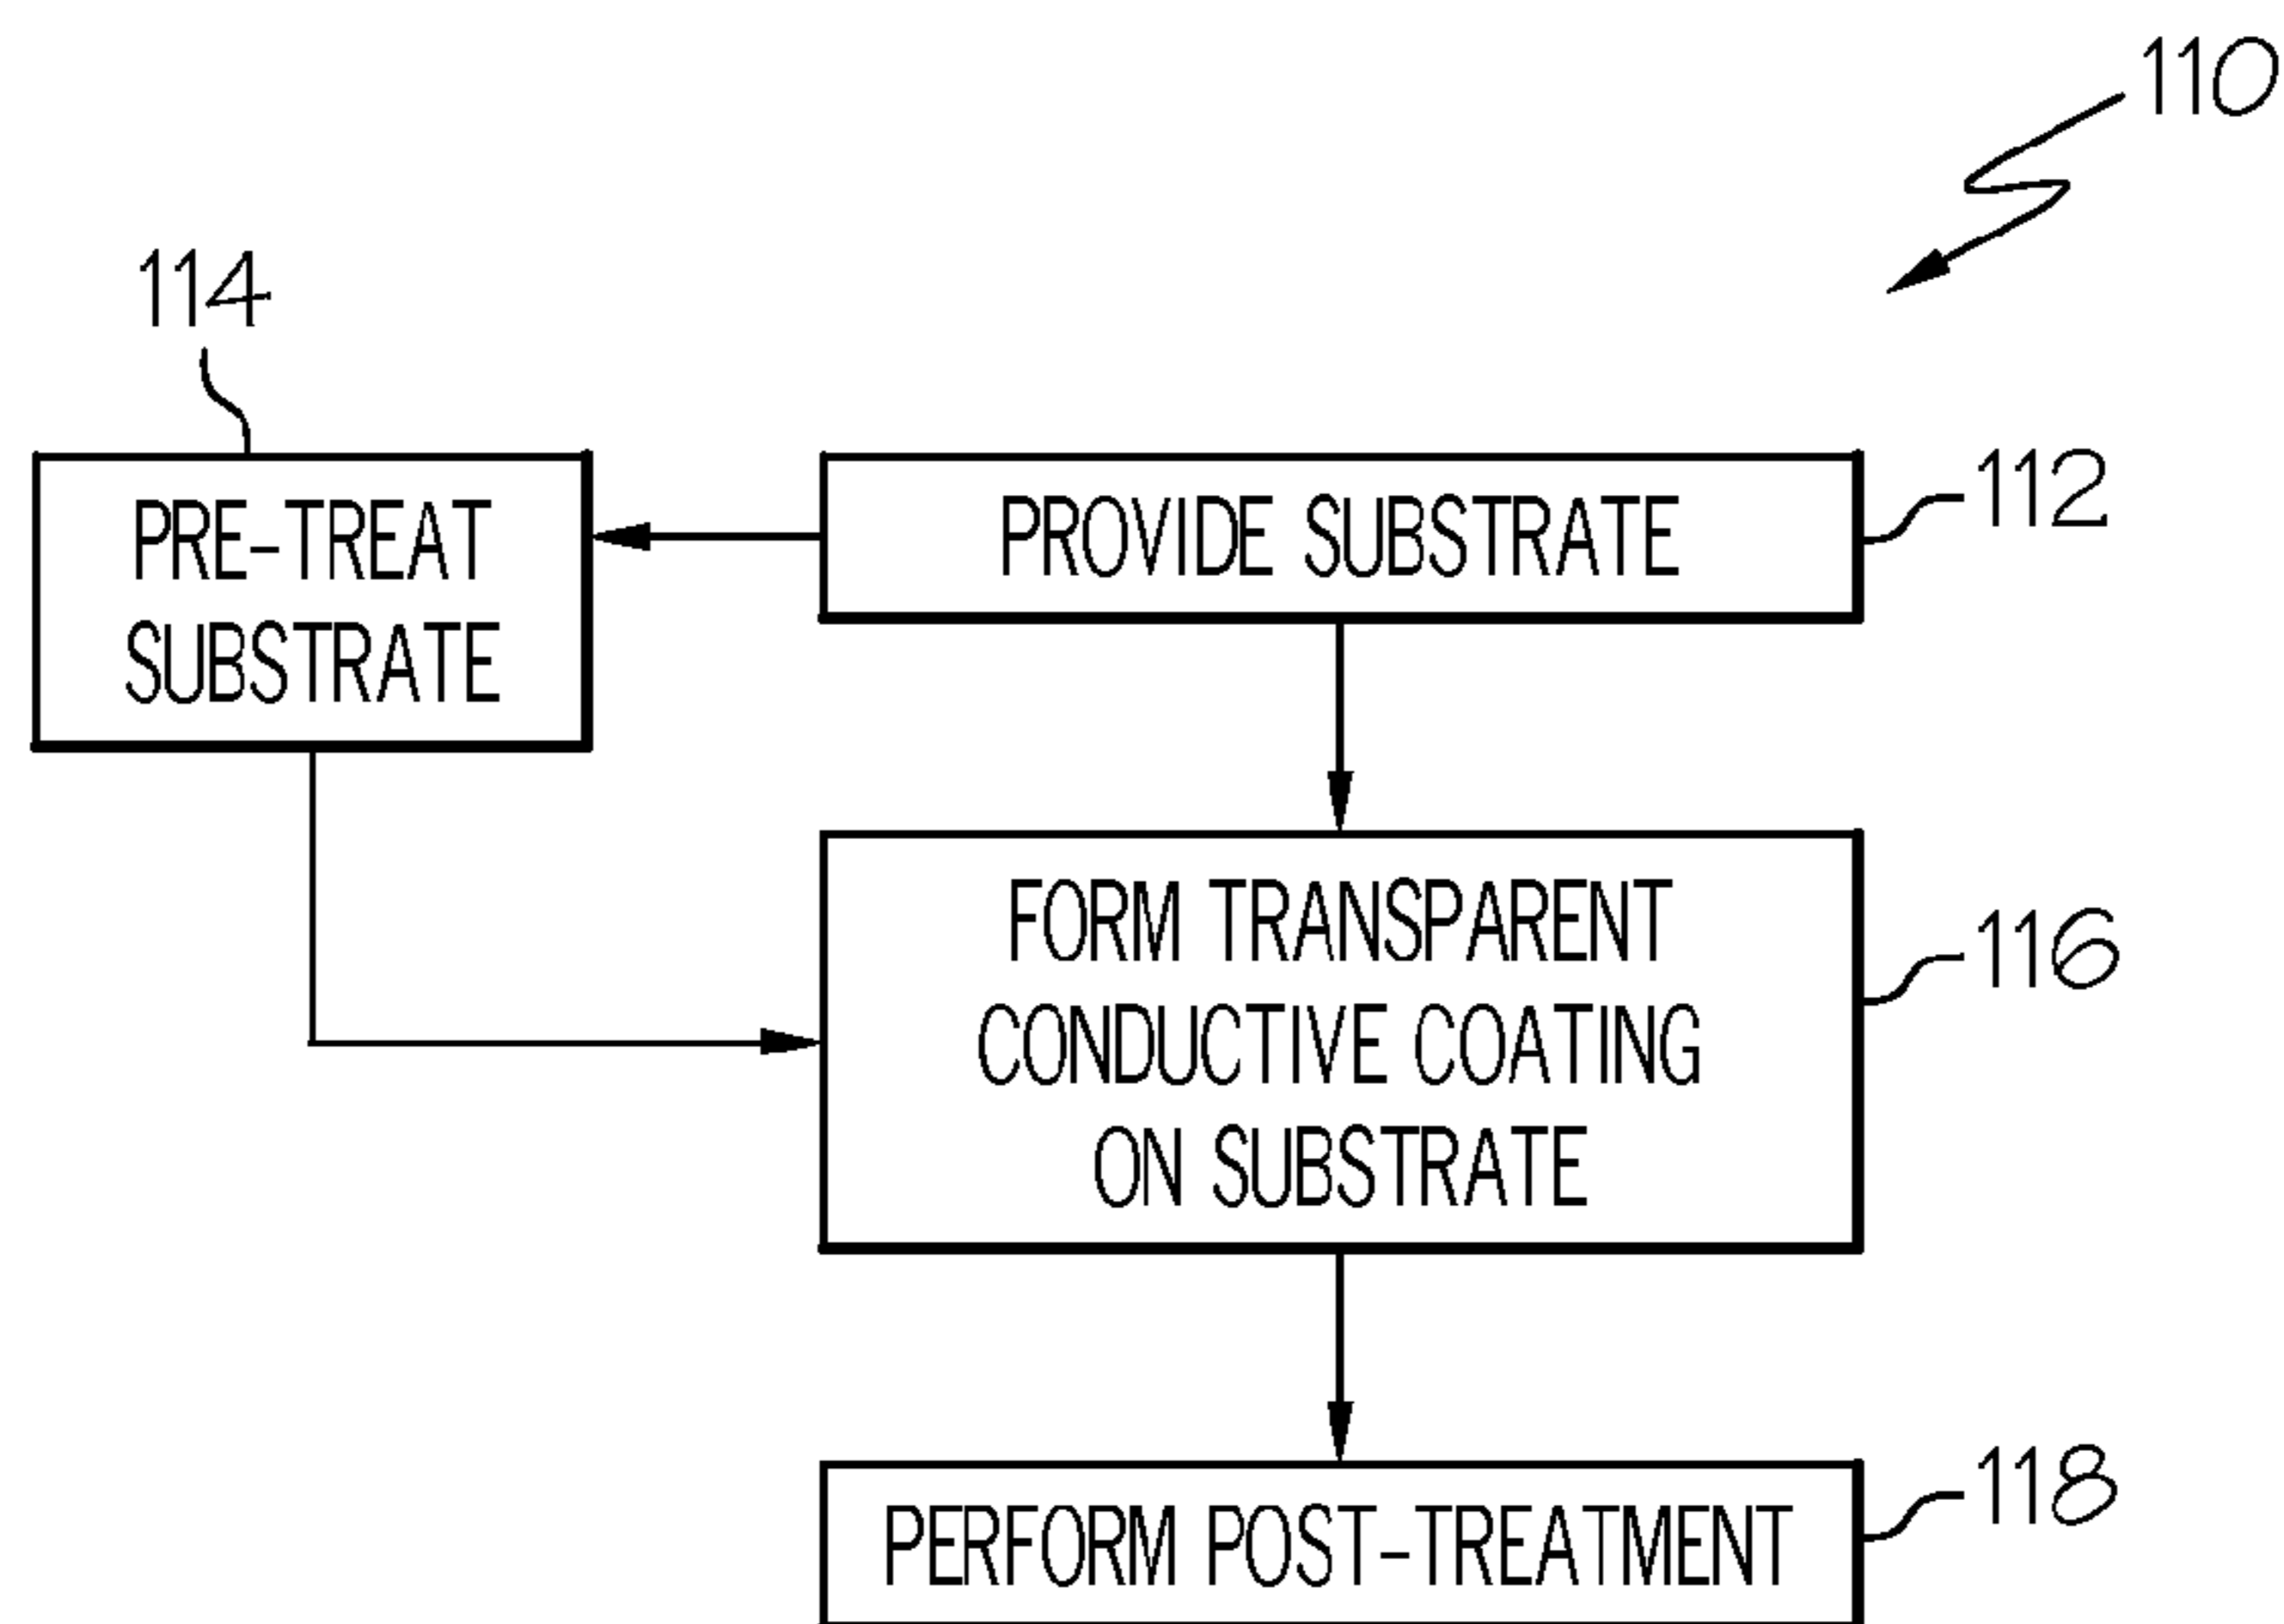 110
114
PRE-TREAT
SUBSTRATE
PROVIDE SUBSTRATE
112
FORM TRANSPARENT
CONDUCTIVE COATING
ON SUBSTRATE
116
PERFORM POST-TREATMENT
118